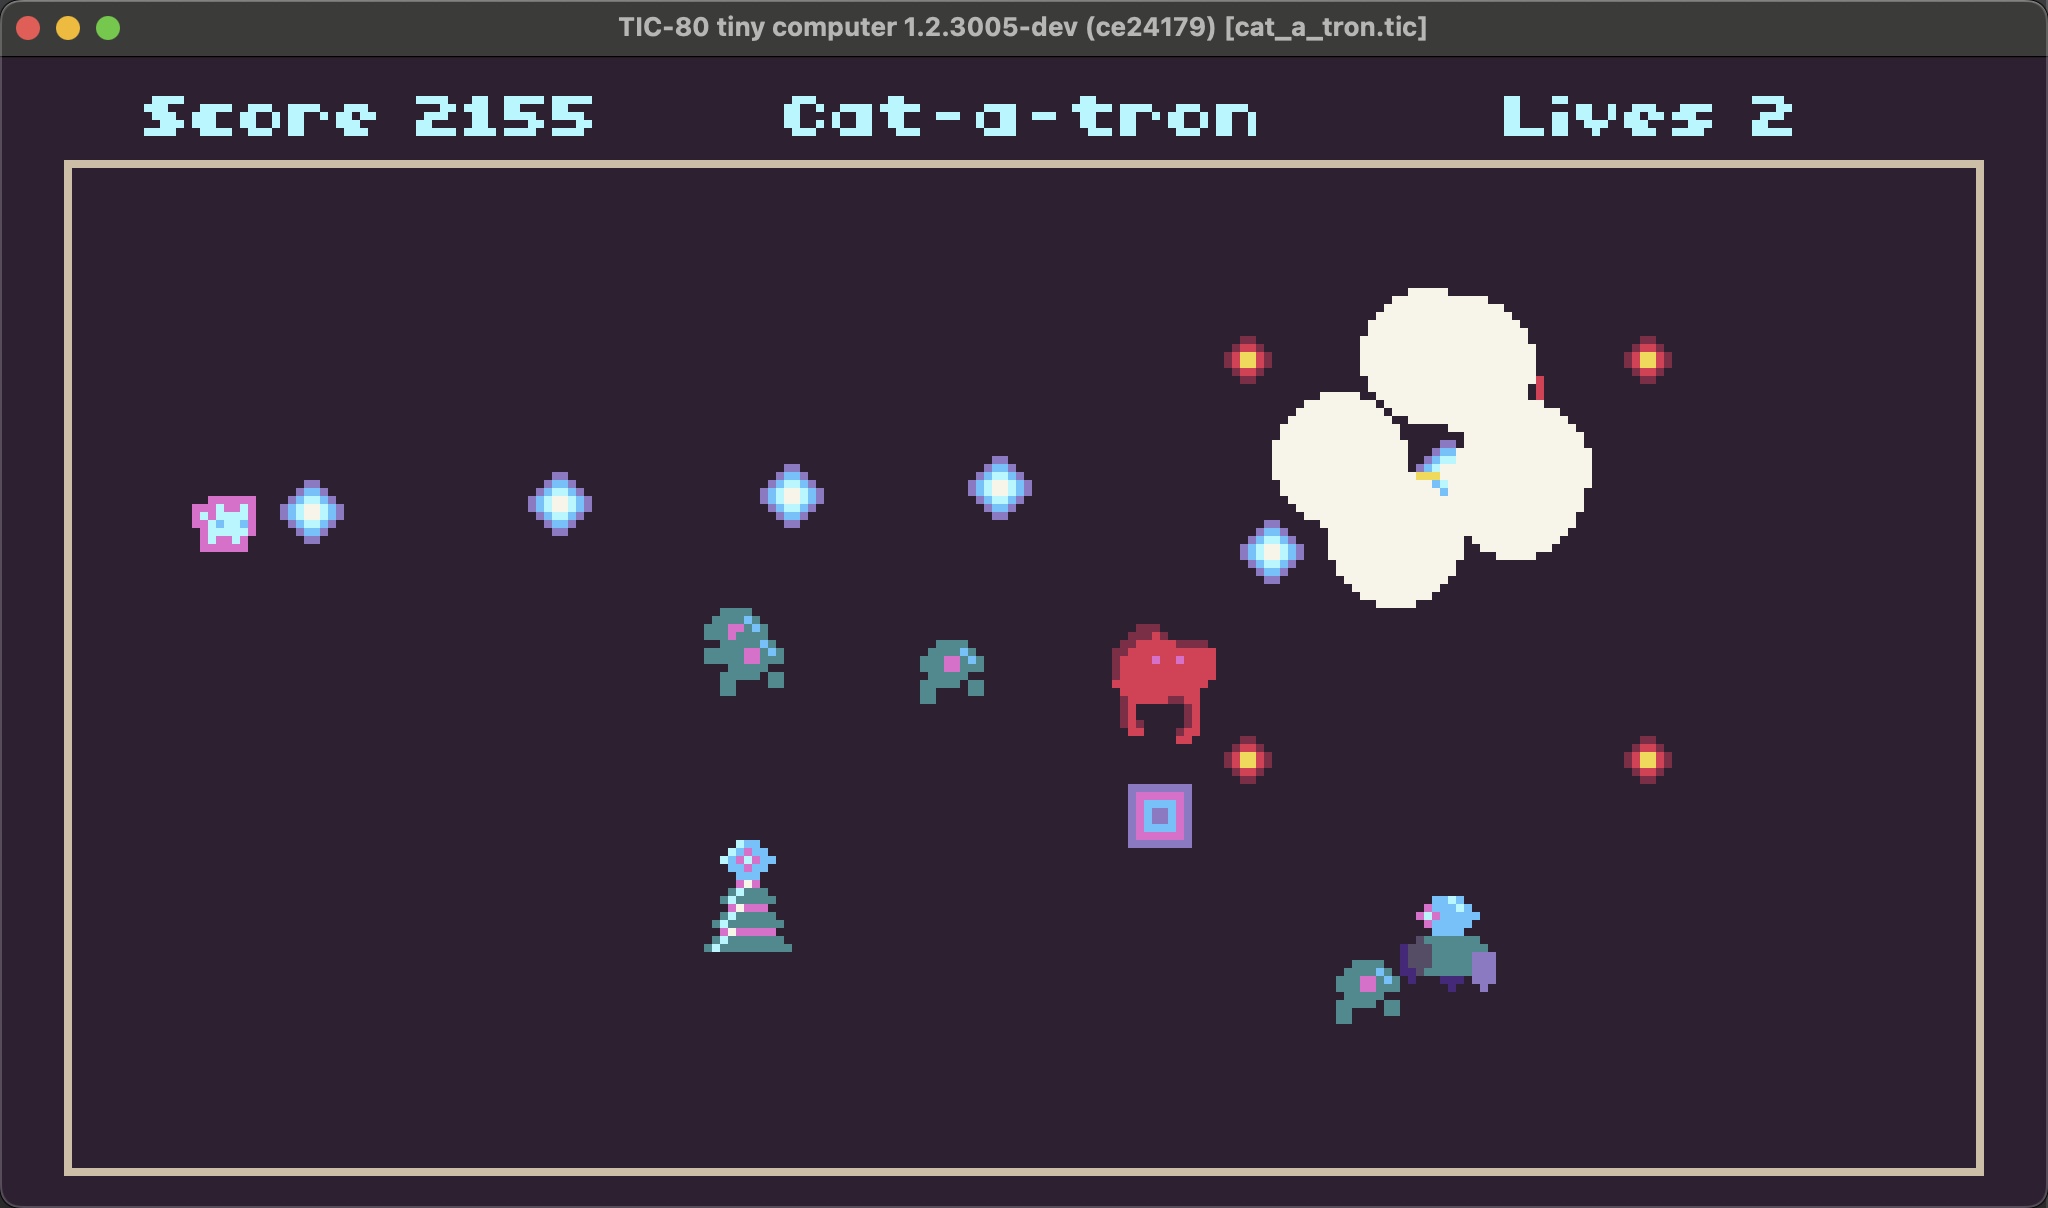 TIC-80 tiny computer 1.2.3005-dev (ce24179) [cat_a_tron.tic]
Score 2155 Cat-a-tron Lives 2